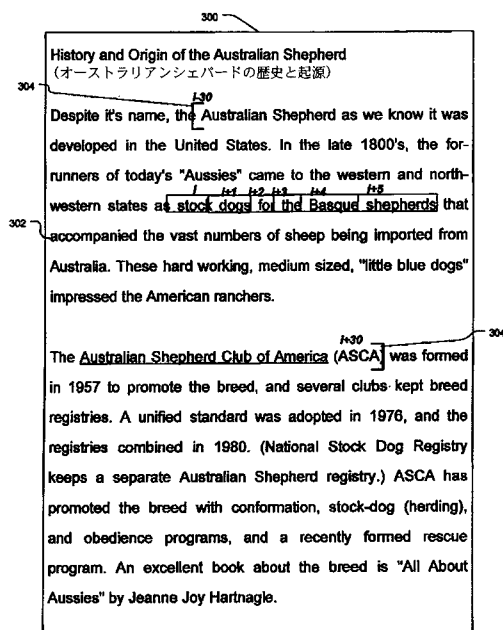 300
History and Origin of the Australian Shepherd
(オーストラリアンシェパードの歴史と起源)
304
i-30
Despite it's name, the [ Australian Shepherd as we know it was
developed in the United States. In the late 1800's, the for-
runners of today's "Aussies" came to the western and north-
i i+1 i+2 i+3 i+4 i+5
western states as stock dogs for the Basque shepherds that
302
accompanied the vast numbers of sheep being imported from
Australia. These hard working, medium sized, "little blue dogs"
impressed the American ranchers.
i+30
304
The Australian Shepherd Club of America (ASCA) ] was formed
in 1957 to promote the breed, and several clubs kept breed
registries. A unified standard was adopted in 1976, and the
registries combined in 1980. (National Stock Dog Registry
keeps a separate Australian Shepherd registry.) ASCA has
promoted the breed with conformation, stock-dog (herding),
and obedience programs, and a recently formed rescue
program. An excellent book about the breed is "All About
Aussies" by Jeanne Joy Hartnagle.